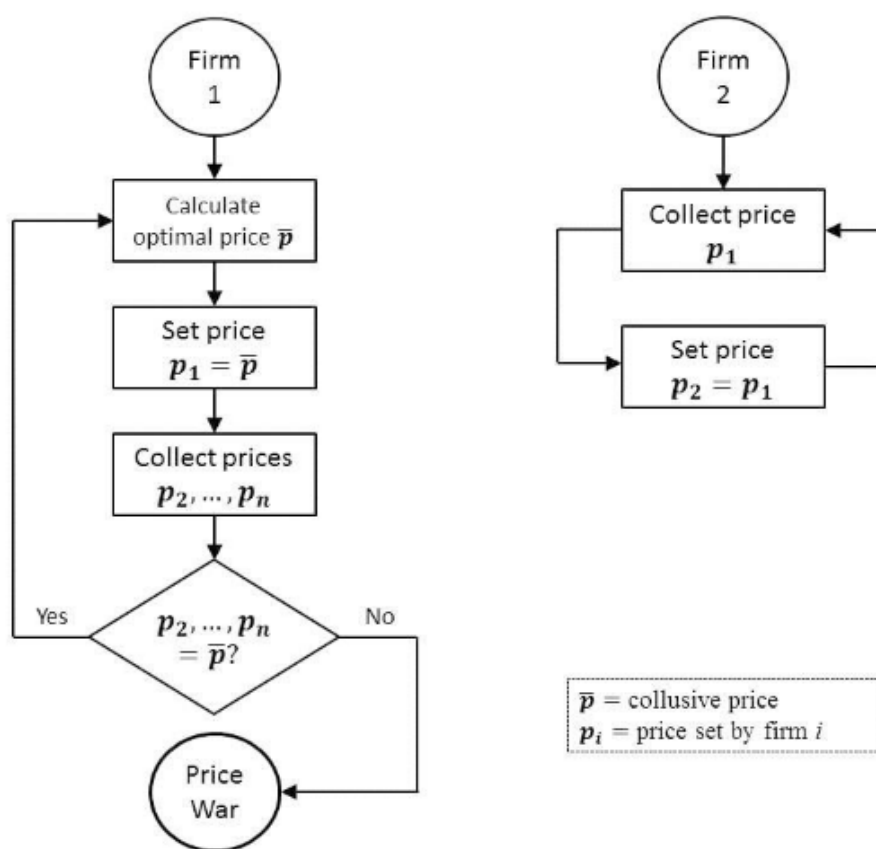 Firm
1
Calculate
optimal price p̅
Set price
p₁ = p̅
Collect prices
p₂, ..., pₙ
Yes
p₂, ..., pₙ
= p̅?
No
Price
War
Firm
2
Collect price
p₁
Set price
p₂ = p₁
p̅ = collusive price
pᵢ = price set by firm i